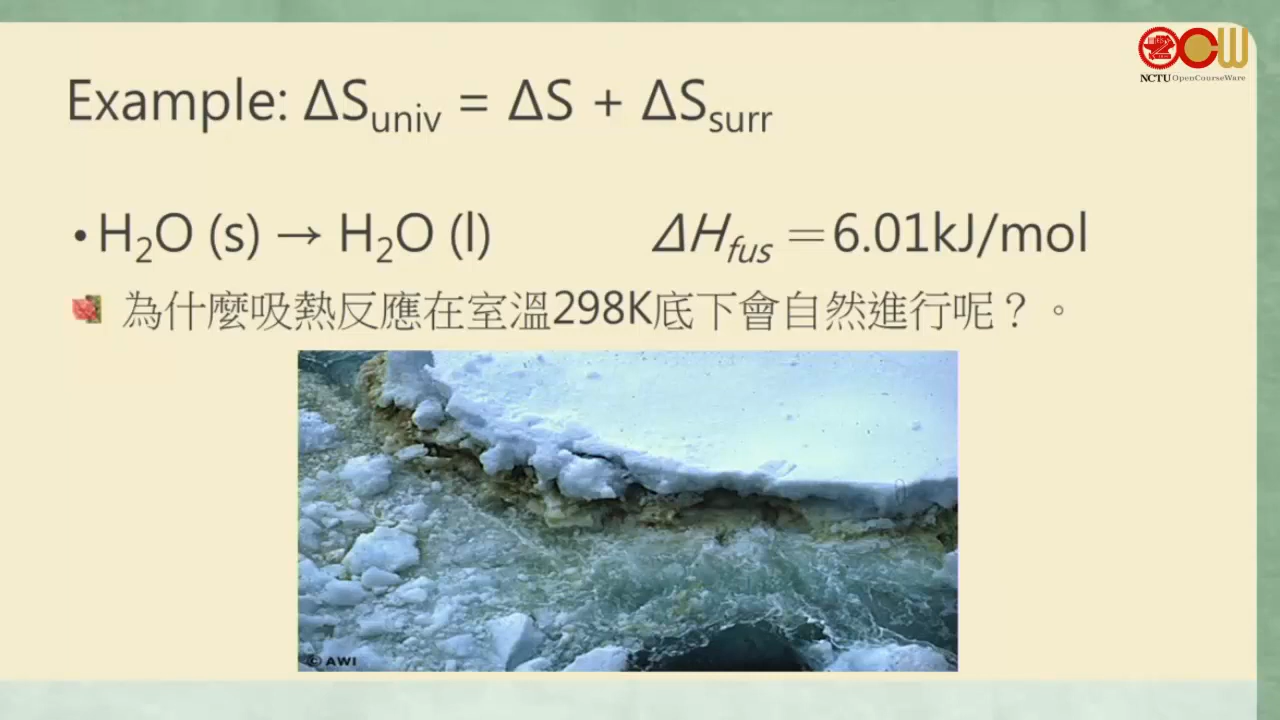 NCTU OpenCourseWare
Example: ΔSuniv = ΔS + ΔSsurr
• H2O (s) → H2O (l) ΔHfus =6.01kJ/mol
為什麼吸熱反應在室溫298K底下會自然進行呢？。
© AWI